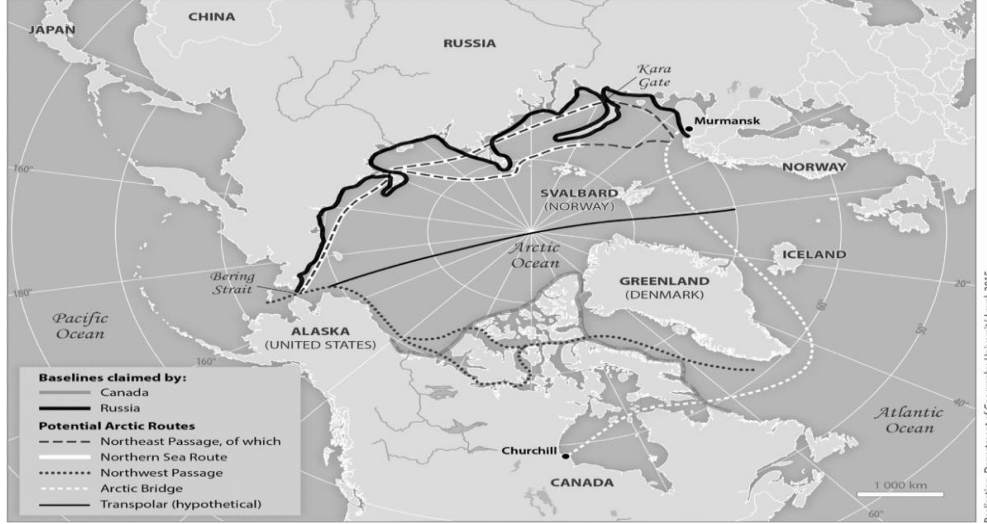 CHINA
JAPAN
RUSSIA
Kara
Gate
Murmansk
NORWAY
160°
SVALBARD
(NORWAY)
Arctic
Ocean
ICELAND
GREENLAND
(DENMARK)
Bering
Strait
180°
20°
Pacific
Ocean
ALASKA
(UNITED STATES)
160°
60
50
40
Atlantic
Ocean
Baselines claimed by:
Canada
Russia
Potential Arctic Routes
Northeast Passage, of which
Northern Sea Route
Northwest Passage
Arctic Bridge
Transpolar (hypothetical)
Churchill
CANADA
1 000 km
60°